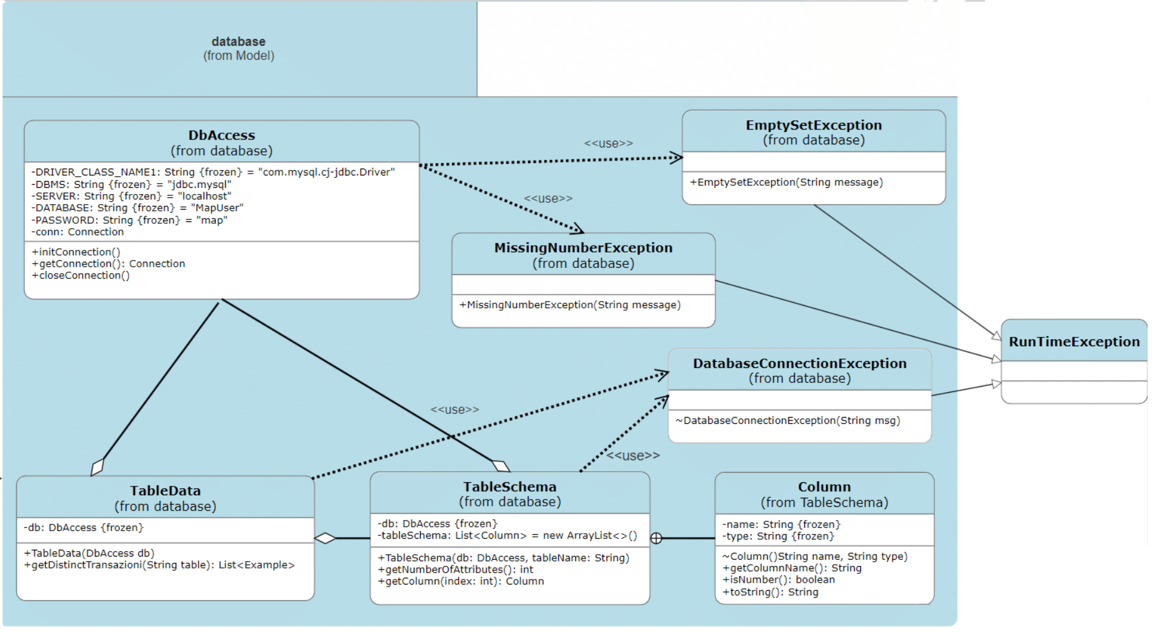 database
(from Model)
DbAccess
(from database)
-DRIVER_CLASS_NAME1: String {frozen} = "com.mysql.cj-jdbc.Driver"
-DBMS: String {frozen} = "jdbc.mysql"
-SERVER: String {frozen} = "localhost"
-DATABASE: String {frozen} = "MapUser"
-PASSWORD: String {frozen} = "map"
-conn: Connection
+initConnection()
+getConnection(): Connection
+closeConnection()
<<use>>
<<use>>
EmptySetException
(from database)
+EmptySetException(String message)
MissingNumberException
(from database)
+MissingNumberException(String message)
RunTimeException
DatabaseConnectionException
(from database)
~DatabaseConnectionException(String msg)
<<use>>
<<use>>
TableData
(from database)
-db: DbAccess {frozen}
+TableData(DbAccess db)
+getDistinctTransazioni(String table): List<Example>
TableSchema
(from database)
-db: DbAccess {frozen}
-tableSchema: List<Column> = new ArrayList<>()
+TableSchema(db: DbAccess, tableName: String)
+getNumberOfAttributes(): int
+getColumn(index: int): Column
Column
(from TableSchema)
-name: String {frozen}
-type: String {frozen}
~Column()String name, String type)
+getColumnName(): String
+isNumber(): boolean
+toString(): String